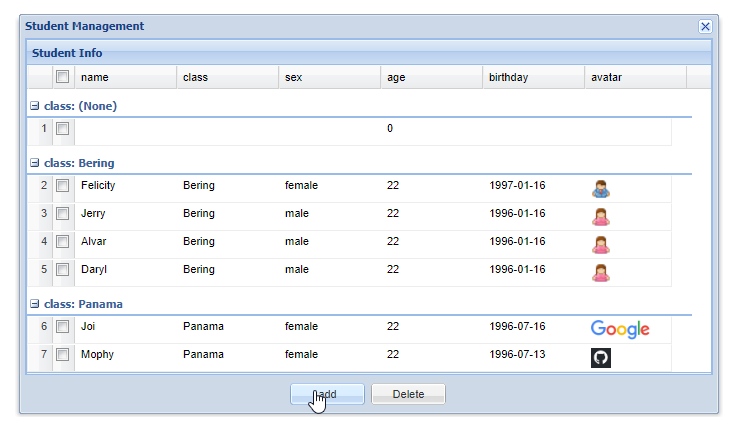 Student Management
Student Info
name class sex age birthday avatar
class: (None)
1 0
class: Bering
2 Felicity Bering female 22 1997-01-16
3 Jerry Bering male 22 1996-01-16
4 Alvar Bering male 22 1996-01-16
5 Daryl Bering male 22 1996-01-16
class: Panama
6 Joi Panama female 22 1996-07-16 Google
7 Mophy Panama female 22 1996-07-13
add Delete